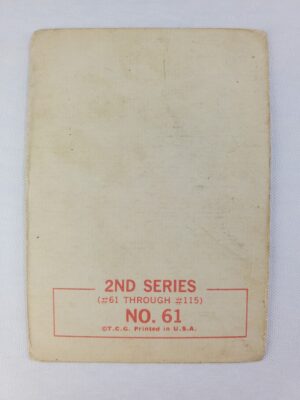 2ND SERIES
(#61 THROUGH #115)
NO. 61
©T.C.G. Printed in U.S.A.